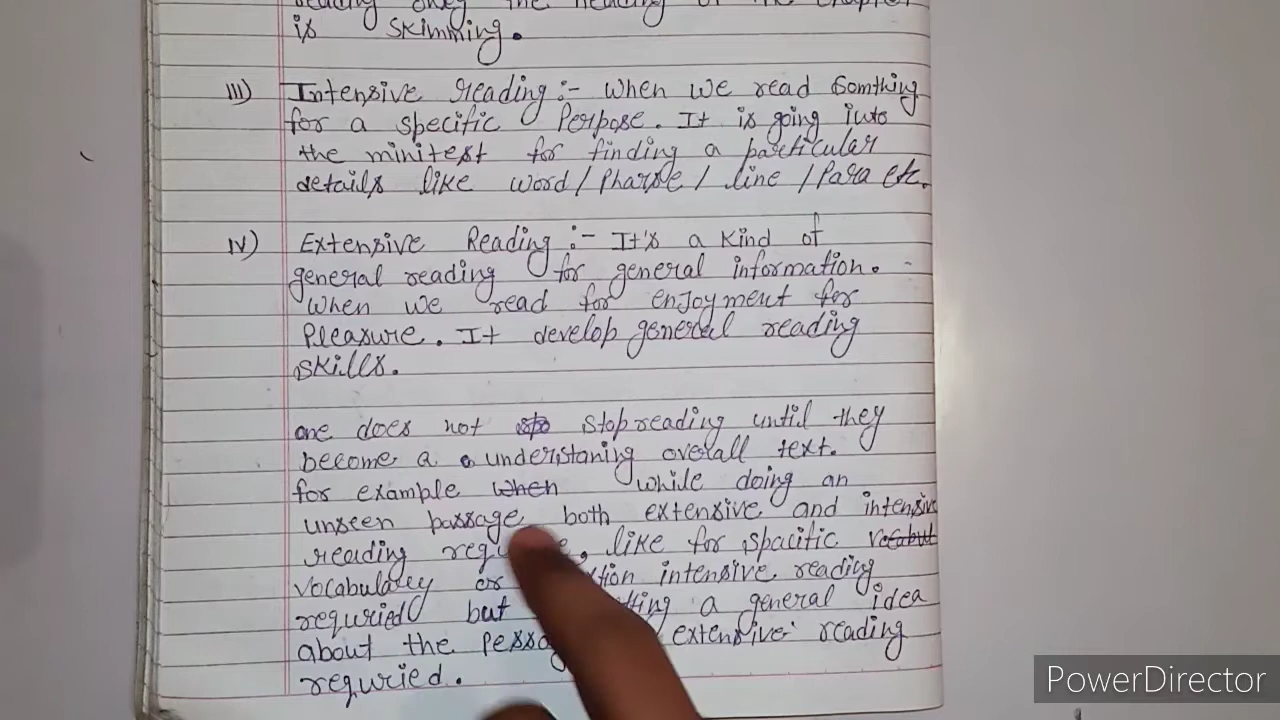 is skimming.
III) Intensive reading :- When we read Somthing
for a specific Perpose. It is going into
the minitest for finding a particular
details like word / Pharse / line / Para etc.
IV) Extensive Reading :- It's a kind of
general reading for general information.
When we read for enjoyment for
Pleasure. It develop general reading
skills.
one does not stop reading until they
become a understaning overall text.
for example when while doing an
unseen passage both extensive and intensive
reading like for spacific vocabul
vocabulary or intensive reading
requried but a general idea
about the extensive reading
requried.
PowerDirector